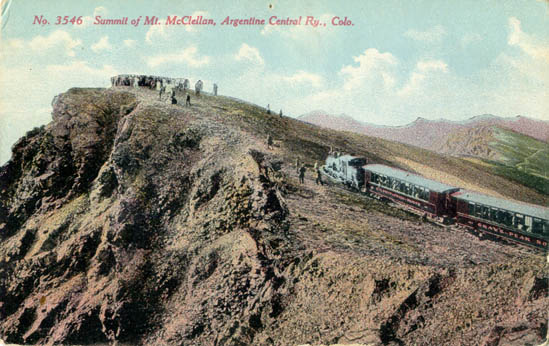 No. 3546 Summit of Mt. McClellan, Argentine Central Ry., Colo.